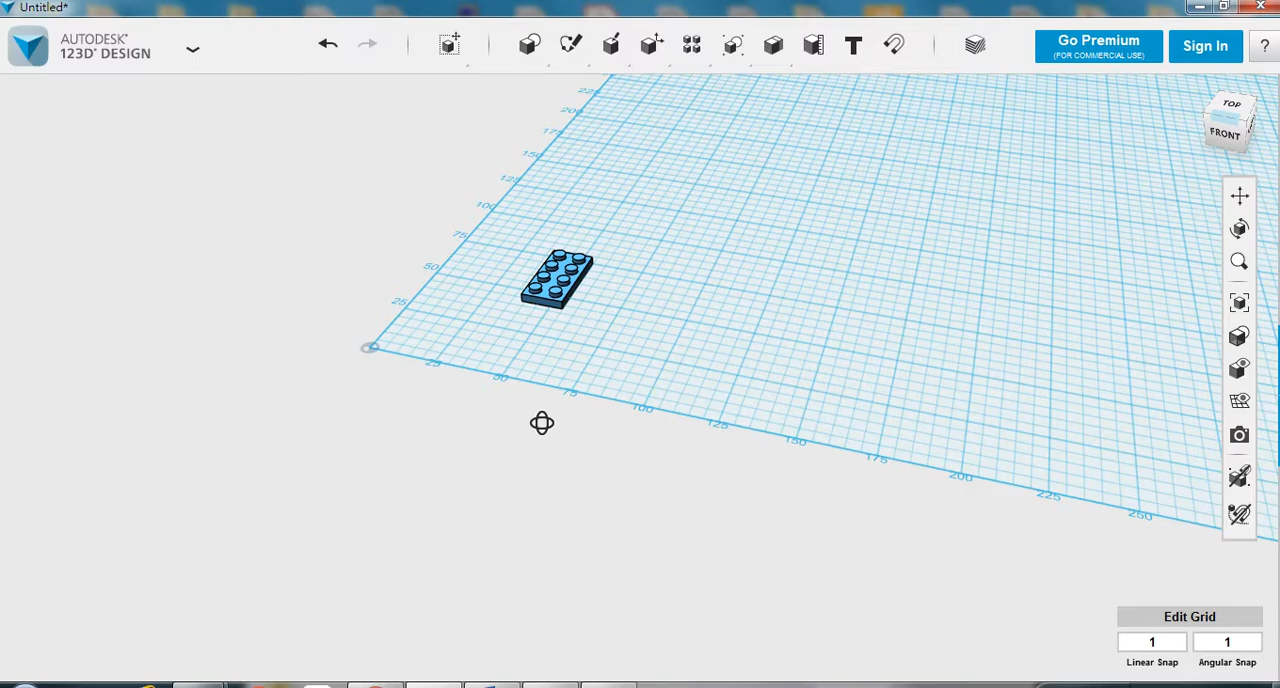 Untitled*
AUTODESK®
123D® DESIGN
Go Premium
(FOR COMMERCIAL USE)
Sign In
?
TOP
FRONT
225
200
175
150
125
100
75
50
25
25
50
75
100
125
150
175
200
225
250
Edit Grid
1
1
Linear Snap
Angular Snap